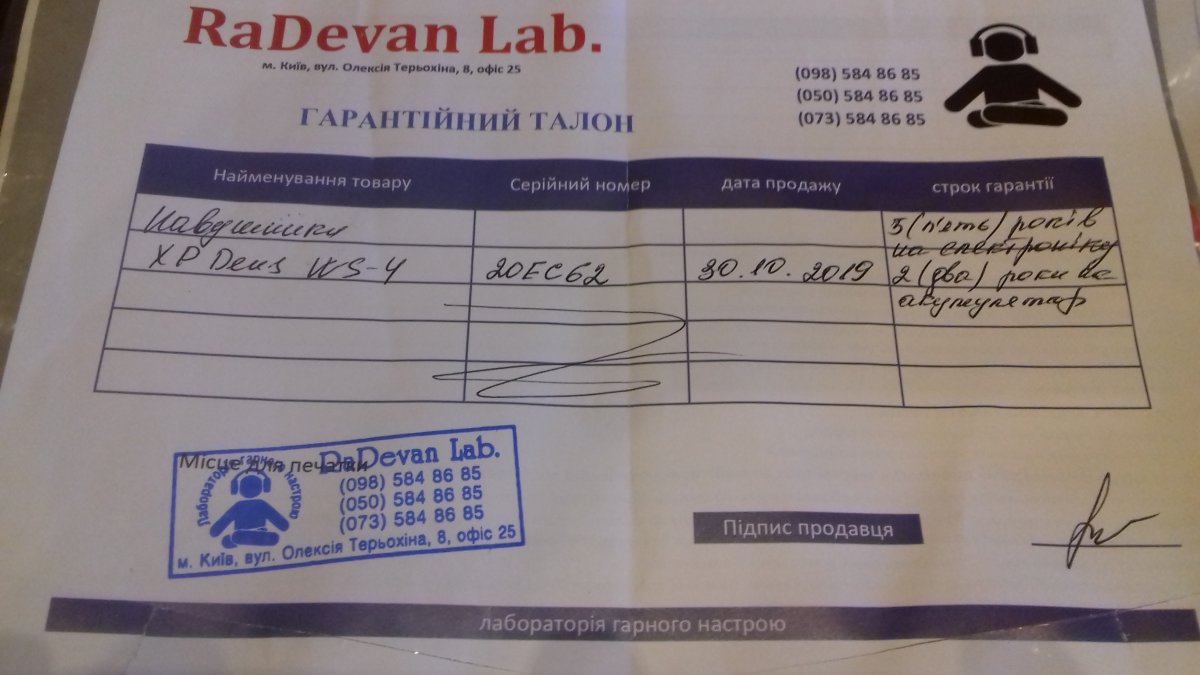 RaDevan Lab.
м. Київ, вул. Олексія Терьохіна, 8, офіс 25
(098) 584 86 85
(050) 584 86 85
(073) 584 86 85
ГАРАНТІЙНИЙ ТАЛОН
Найменування товару Серійний номер дата продажу строк гарантії
Навушники 5 (п'ять) років
на електроніку
XP Deus WS-4 20EC62 30.10.2019 2 (два) роки на
акумулятор
Місце для печатки
RaDevan Lab.
Лабораторія гарного настрою
(098) 584 86 85
(050) 584 86 85
(073) 584 86 85
м. Київ, вул. Олексія Терьохіна, 8, офіс 25
Підпис продавця
лабораторія гарного настрою